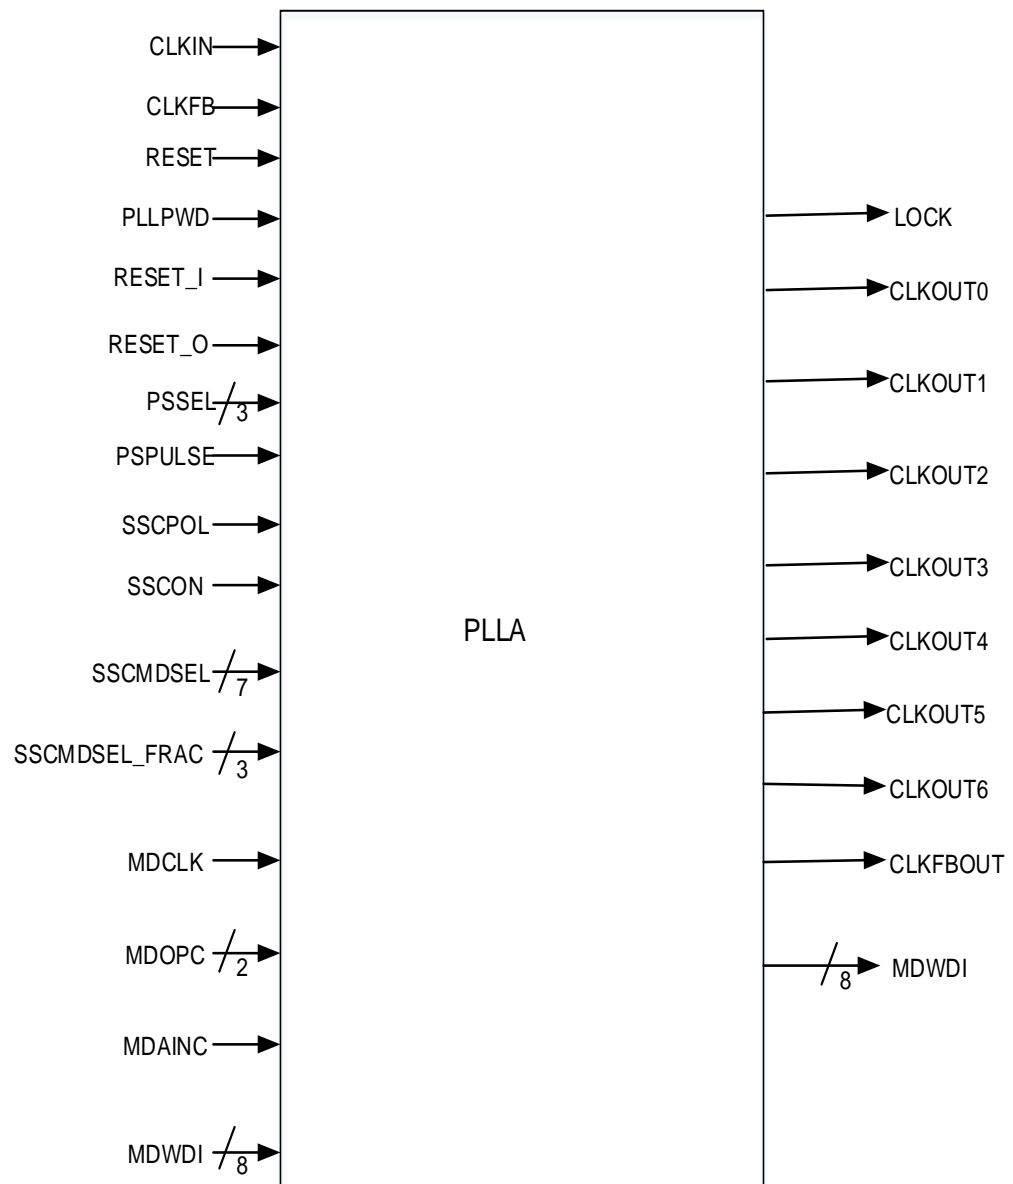 CLKIN
CLKFB
RESET
PLLPWD
RESET_I
RESET_O
PSSEL 3
PSPULSE
SSCPOL
SSCON
SSCMDSEL 7
SSCMDSEL_FRAC 3
MDCLK
MDOPC 2
MDAINC
MDWDI 8
PLLA
LOCK
CLKOUT0
CLKOUT1
CLKOUT2
CLKOUT3
CLKOUT4
CLKOUT5
CLKOUT6
CLKFBOUT
8 MDWDI